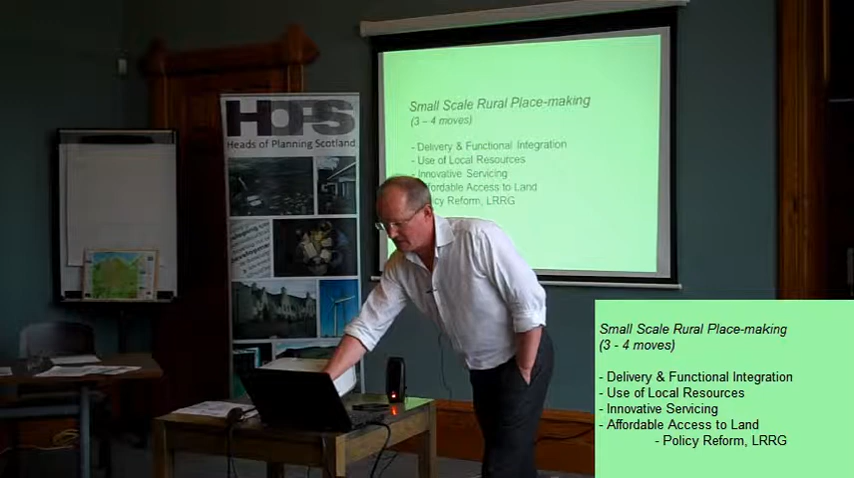 HOPS
Heads of Planning Scotland
Small Scale Rural Place-making
(3 – 4 moves)
- Delivery & Functional Integration
- Use of Local Resources
- Innovative Servicing
ffordable Access to Land
cy Reform, LRRG
Small Scale Rural Place-making
(3 - 4 moves)
- Delivery & Functional Integration
- Use of Local Resources
- Innovative Servicing
- Affordable Access to Land
- Policy Reform, LRRG